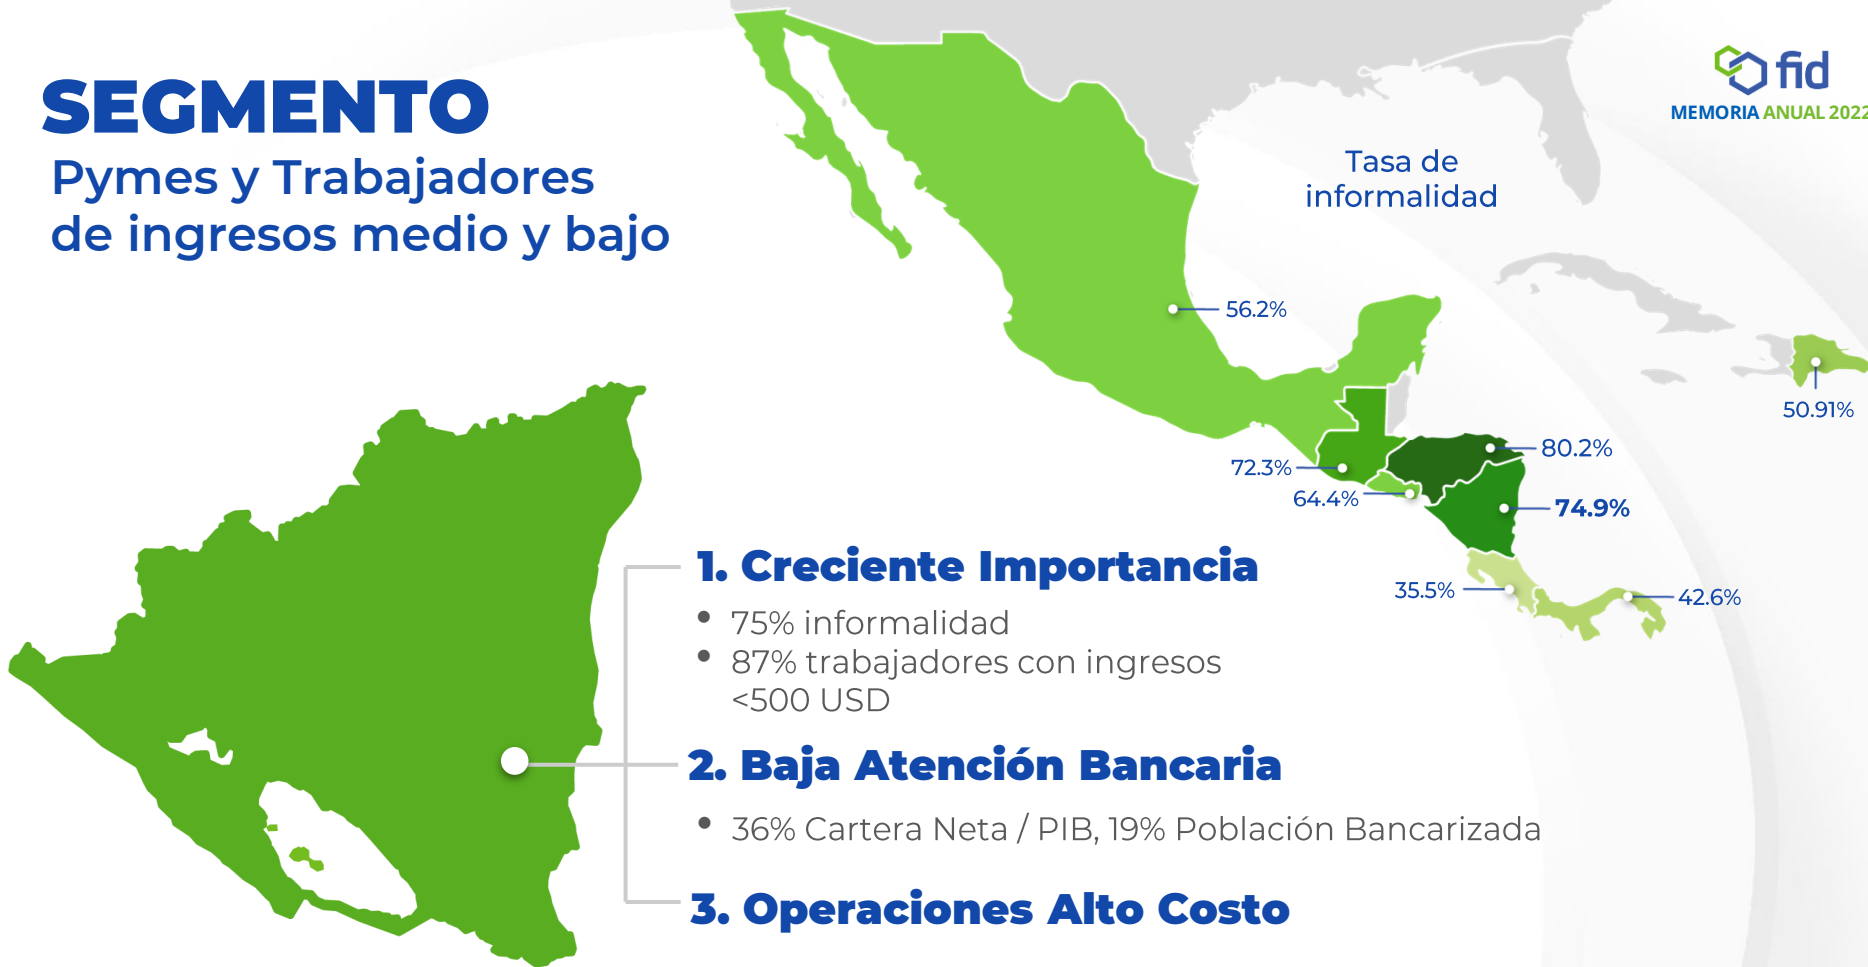 SEGMENTO
Pymes y Trabajadores
de ingresos medio y bajo
fid
MEMORIA ANUAL 2022
Tasa de
informalidad
56.2%
50.91%
80.2%
72.3%
64.4%
74.9%
35.5%
42.6%
1. Creciente Importancia
• 75% informalidad
• 87% trabajadores con ingresos
<500 USD
2. Baja Atención Bancaria
• 36% Cartera Neta / PIB, 19% Población Bancarizada
3. Operaciones Alto Costo